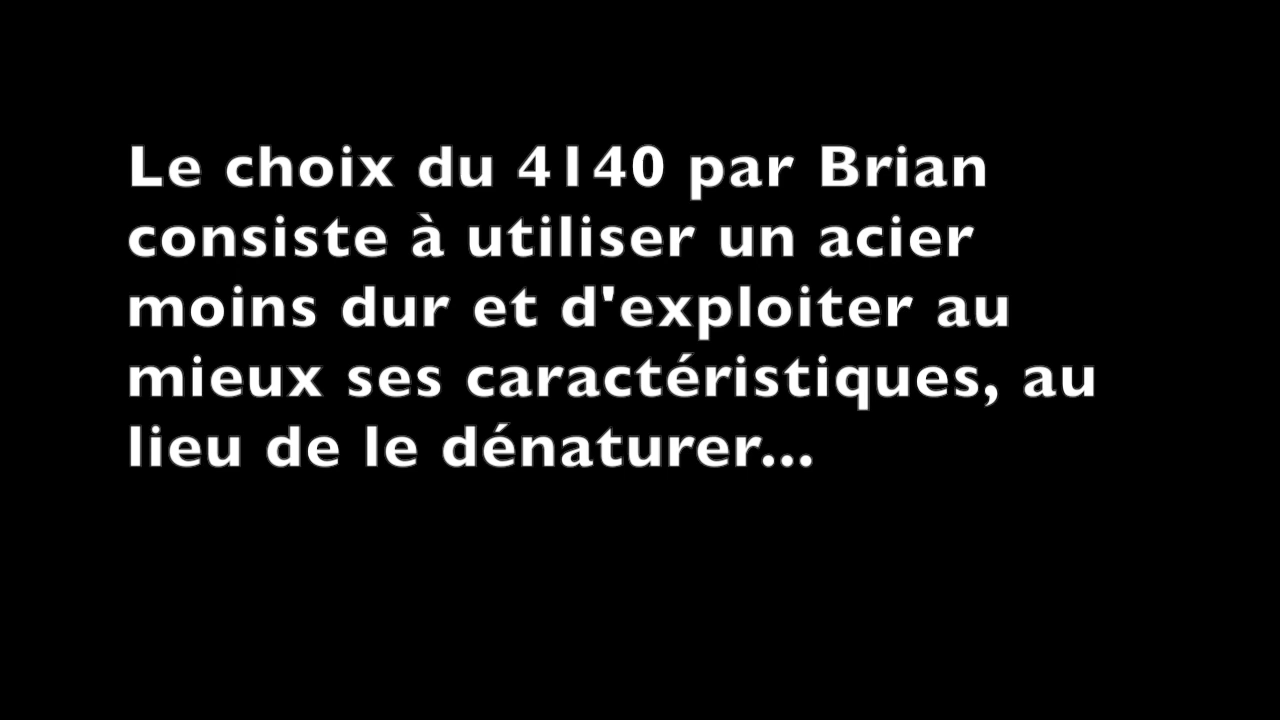 Le choix du 4140 par Brian
consiste à utiliser un acier
moins dur et d'exploiter au
mieux ses caractéristiques, au
lieu de le dénaturer...